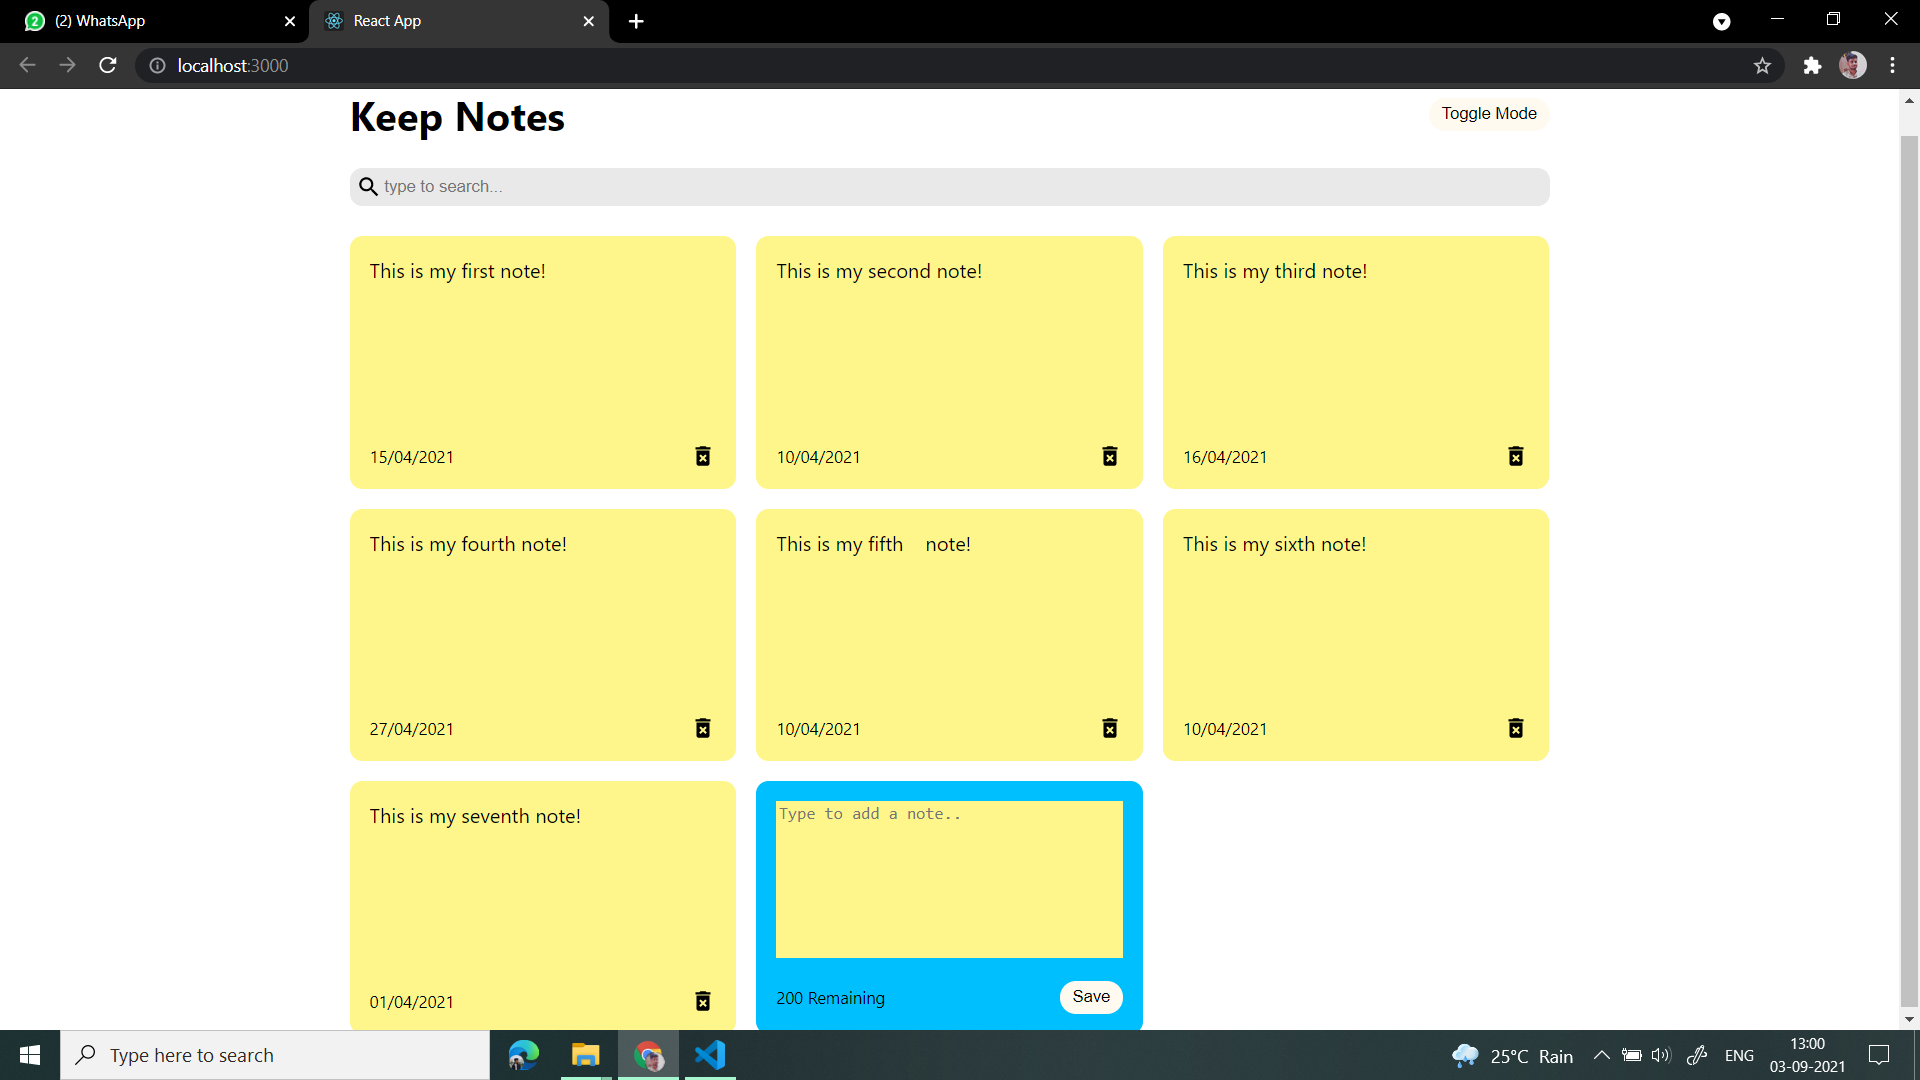 (2) WhatsApp
React App
localhost:3000
Keep Notes
Toggle Mode
type to search...
This is my first note!
15/04/2021
This is my second note!
10/04/2021
This is my third note!
16/04/2021
This is my fourth note!
27/04/2021
This is my fifth    note!
10/04/2021
This is my sixth note!
10/04/2021
This is my seventh note!
01/04/2021
Type to add a note..
200 Remaining
Save
Type here to search
25°C Rain
ENG
13:00
03-09-2021